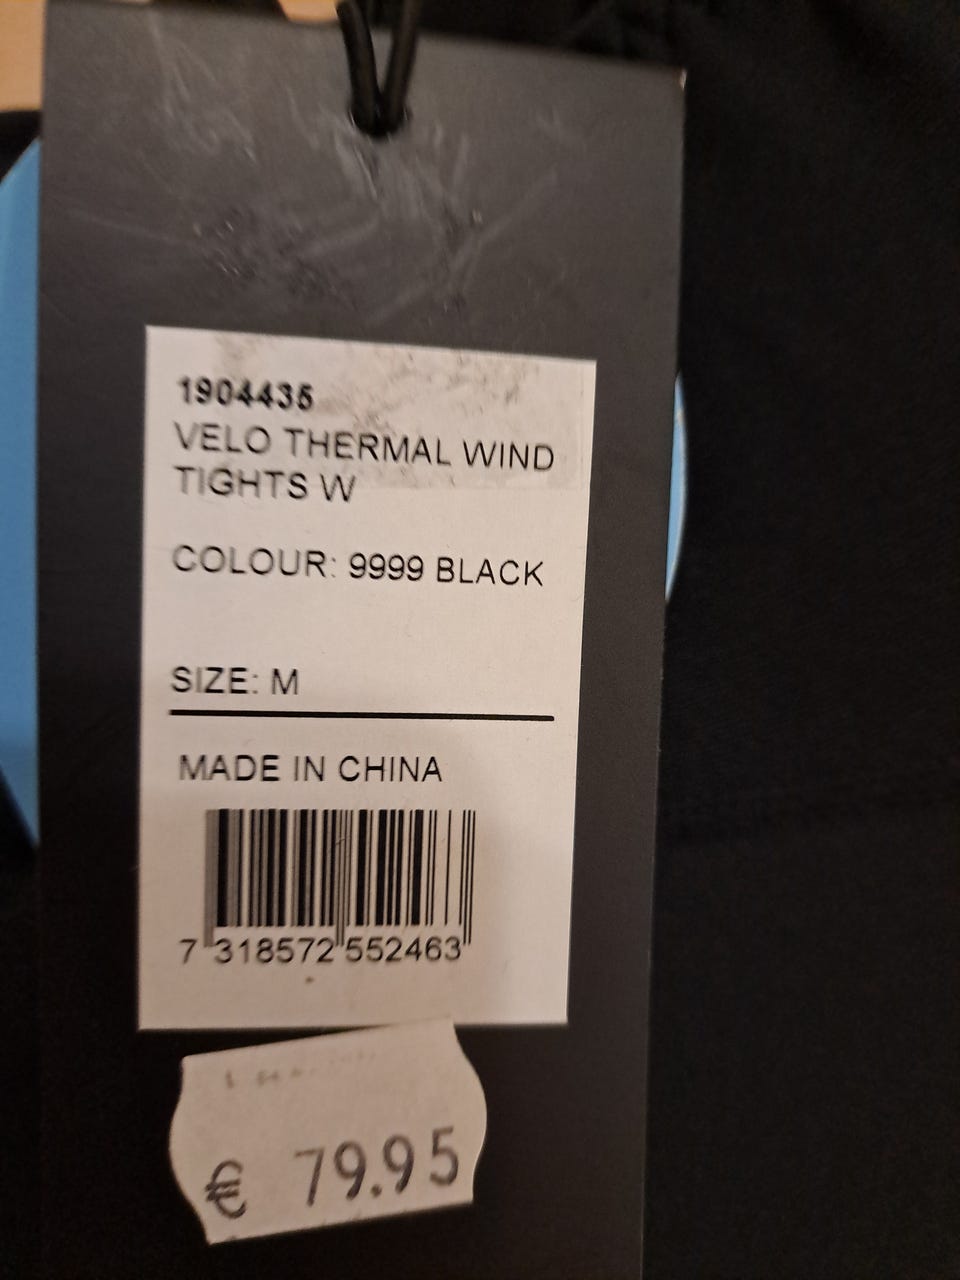 1904435
VELO THERMAL WIND
TIGHTS W
COLOUR: 9999 BLACK
SIZE: M
MADE IN CHINA
7 318572 552463
€ 79.95